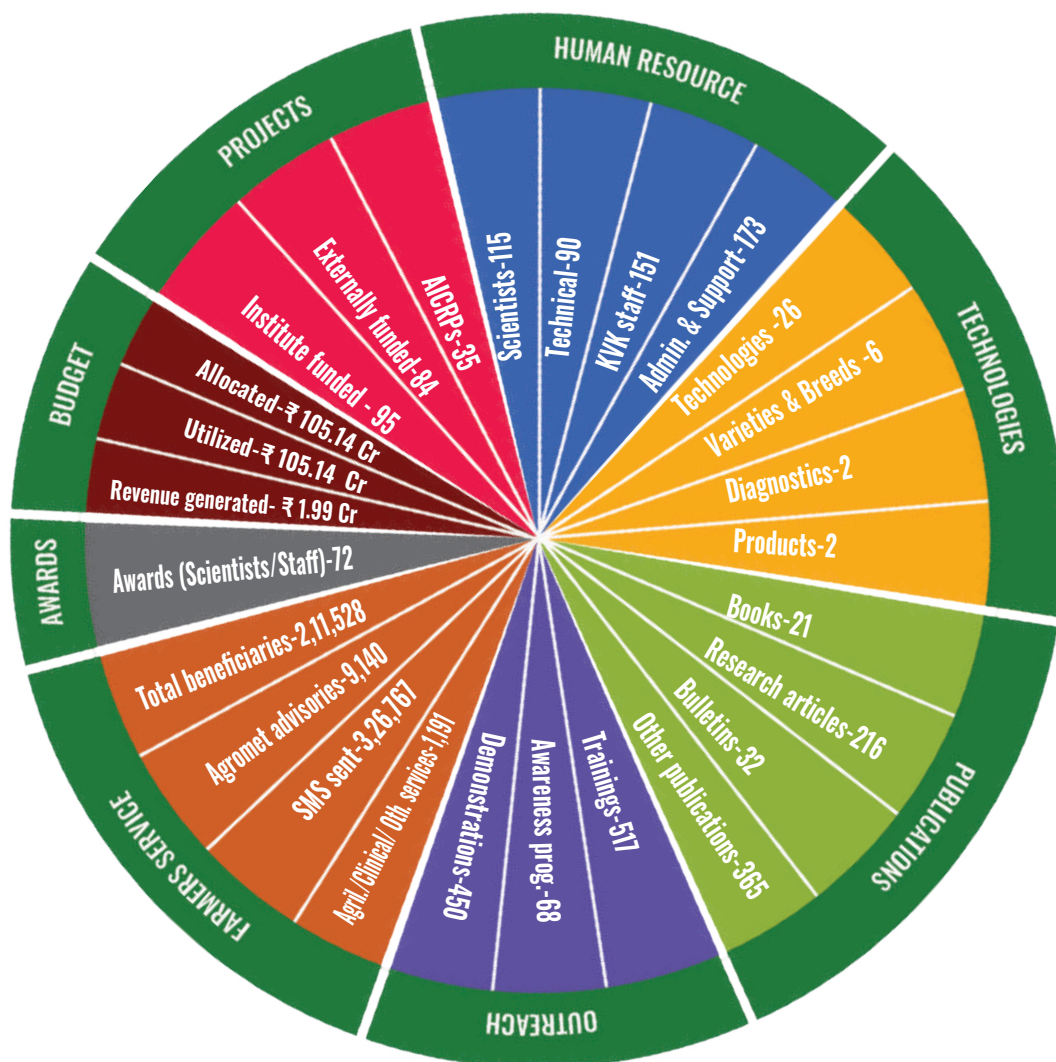 HUMAN RESOURCE
Scientists-115
Technical-90
KVK staff-151
Admin. & Support-173
TECHNOLOGIES
Technologies -26
Varieties & Breeds -6
Diagnostics-2
Products-2
PUBLICATIONS
Books-21
Research articles-216
Bulletins-32
Other publications-365
OUTREACH
Trainings-517
Awareness prog.-68
Demonstrations-450
FARMERS SERVICE
Agril./Clinical/ Oth. services-1,191
SMS sent-3,26,767
Agromet advisories-9,140
Total beneficiaries-2,11,528
AWARDS
Awards (Scientists/Staff)-72
BUDGET
Revenue generated- ₹ 1.99 Cr
Utilized-₹ 105.14 Cr
Allocated-₹ 105.14 Cr
PROJECTS
Institute funded - 95
Externally funded-84
AICRPs-35